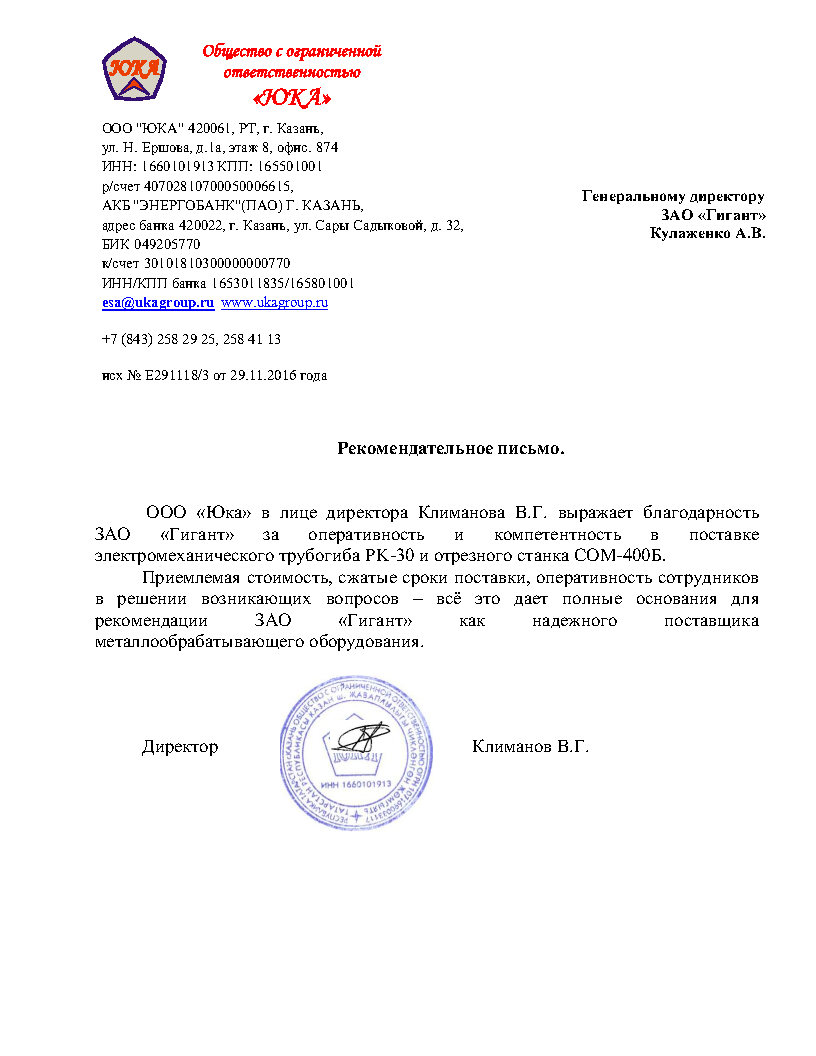 ЮКА
Общество с ограниченной
ответственностью
«ЮКА»
ООО "ЮКА" 420061, РТ, г. Казань,
ул. Н. Ершова, д.1а, этаж 8, офис. 874
ИНН: 1660101913 КПП: 165501001
р/счет 40702810700050006615,
АКБ "ЭНЕРГОБАНК"(ПАО) Г. КАЗАНЬ,
адрес банка 420022, г. Казань, ул. Сары Садыковой, д. 32,
БИК 049205770
к/счет 30101810300000000770
ИНН/КПП банка 1653011835/165801001
esa@ukagroup.ru www.ukagroup.ru
+7 (843) 258 29 25, 258 41 13
исх № Е291118/3 от 29.11.2016 года
Генеральному директору
ЗАО «Гигант»
Кулаженко А.В.
Рекомендательное письмо.
ООО «Юка» в лице директора Климанова В.Г. выражает благодарность
ЗАО «Гигант» за оперативность и компетентность в поставке
электромеханического трубогиба РК-30 и отрезного станка СОМ-400Б.
Приемлемая стоимость, сжатые сроки поставки, оперативность сотрудников
в решении возникающих вопросов – всё это дает полные основания для
рекомендации ЗАО «Гигант» как надежного поставщика
металлообрабатывающего оборудования.
Директор
Климанов В.Г.
ОБЩЕСТВО С ОГРАНИЧЕННОЙ ОТВЕТСТВЕННОСТЬЮ
ИНН 1660101913